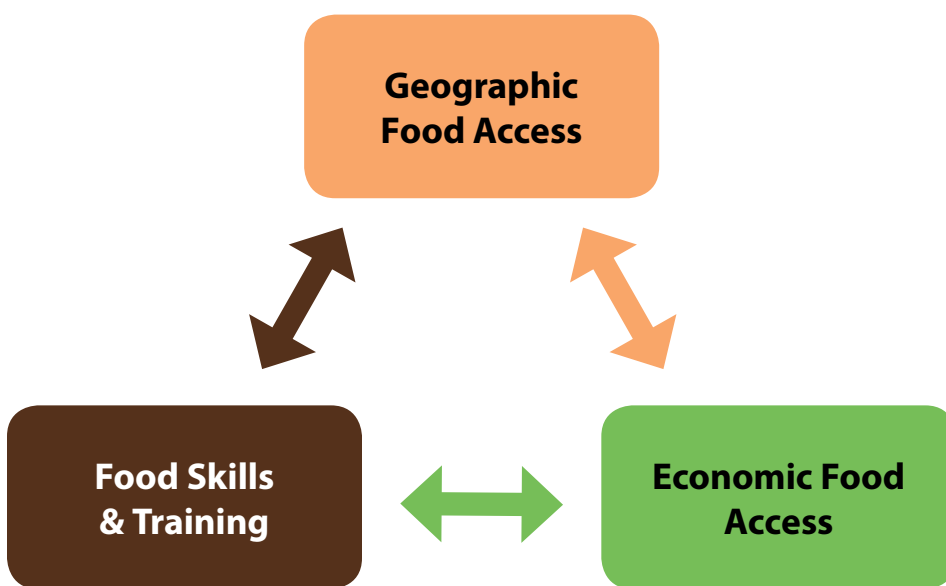 Geographic
Food Access
Food Skills
& Training
Economic Food
Access